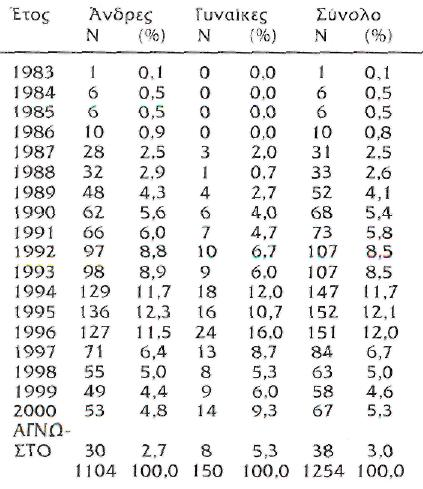 Έτος Άνδρες Γυναίκες Σύνολο
Ν (%) Ν (%) Ν (%)
1983 1 0,1 0 0,0 1 0,1
1984 6 0,5 0 0,0 6 0,5
1985 6 0,5 0 0,0 6 0,5
1986 10 0,9 0 0,0 10 0,8
1987 28 2,5 3 2,0 31 2,5
1988 32 2,9 1 0,7 33 2,6
1989 48 4,3 4 2,7 52 4,1
1990 62 5,6 6 4,0 68 5,4
1991 66 6,0 7 4,7 73 5,8
1992 97 8,8 10 6,7 107 8,5
1993 98 8,9 9 6,0 107 8,5
1994 129 11,7 18 12,0 147 11,7
1995 136 12,3 16 10,7 152 12,1
1996 127 11,5 24 16,0 151 12,0
1997 71 6,4 13 8,7 84 6,7
1998 55 5,0 8 5,3 63 5,0
1999 49 4,4 9 6,0 58 4,6
2000 53 4,8 14 9,3 67 5,3
ΑΓΝΩ-
ΣΤΟ 30 2,7 8 5,3 38 3,0
1104 100,0 150 100,0 1254 100,0